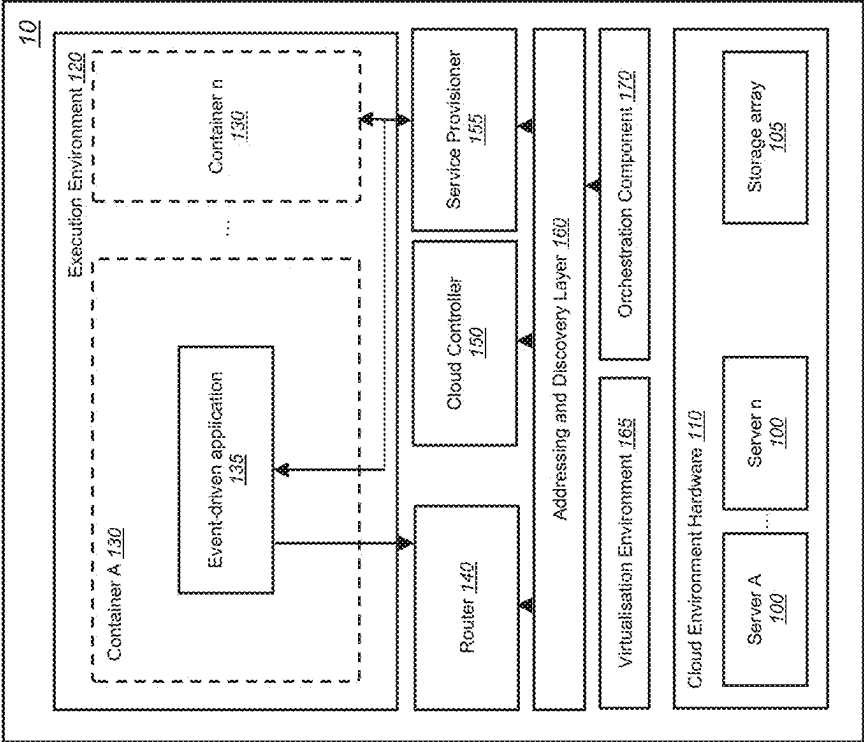 10
Execution Environment 120
Container A 130
Event-driven application
135
...
Container n
130
Router 140
Cloud Controller
150
Service Provisioner
155
Addressing and Discovery Layer 160
Virtualisation Environment 165
Orchestration Component 170
Cloud Environment Hardware 110
Server A
100
......
Server n
100
Storage array
105